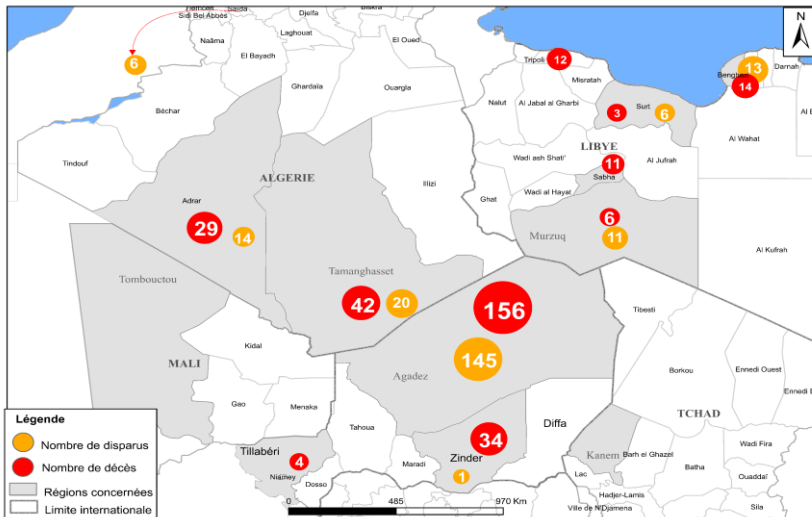 Sidi Bel Abbès
Saïda
Djelfa
Biskra
N
Naâma
Laghouat
El Oued
6
El Bayadh
Tripoli
12
Misratah
Benghazi
13
Darnah
14
Ghardaïa
Ouargla
Nalut
Al Jabal al Gharbi
3
Surt
6
Béchar
Al Wahat
Tindouf
LIBYE
Wadi ash Shati'
11
Al Jufrah
Sabha
ALGERIE
Illizi
Ghat
Wadi al Hayat
Adrar
29
14
6
Murzuq
11
Al Kufrah
Tombouctou
Tamanghasset
42
20
156
Tibesti
Kidal
145
Borkou
Ennedi Ouest
MALI
Agadez
Gao
Menaka
TCHAD
Légende
Nombre de disparus
Nombre de décès
Régions concernées
Limite internationale
Tahoua
Diffa
Tillabéri
4
34
Kanem
Barh el Ghazel
Wadi Fira
Maradi
Zinder
1
Niamey
Dosso
Lac
Batha
Ouaddaï
Hadjer-Lamis
Ville de N'Djamena
Sila
0
485
970 Km